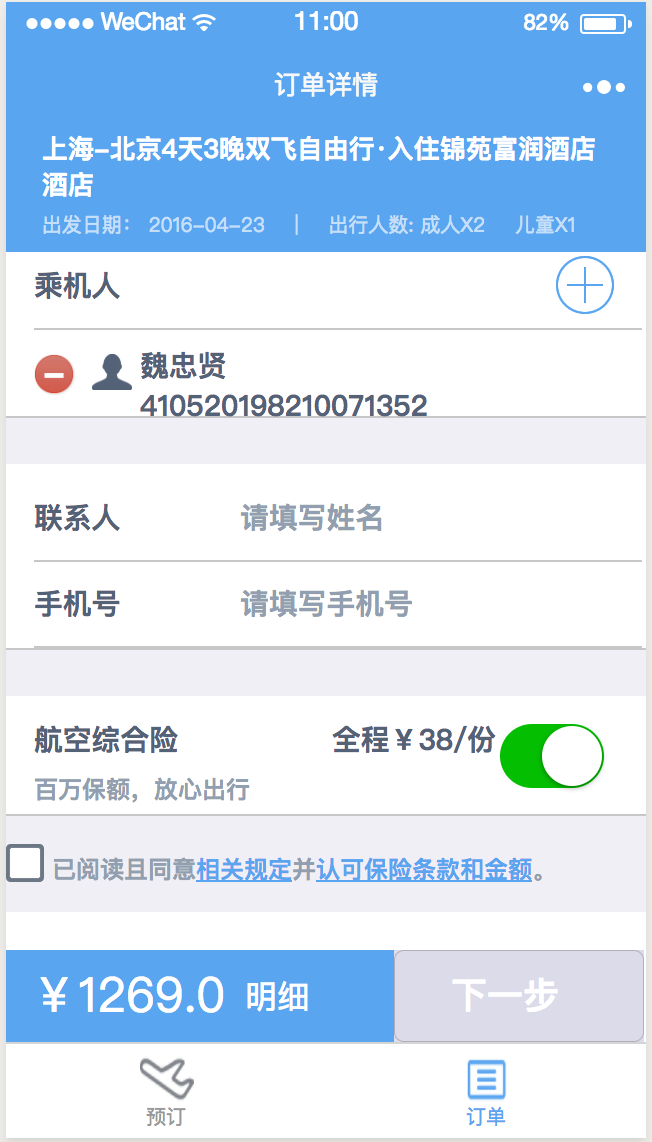 WeChat 11:00 82%
订单详情
上海-北京4天3晚双飞自由行·入住锦苑富润酒店
酒店
出发日期： 2016-04-23 | 出行人数: 成人X2 儿童X1
乘机人
魏忠贤
410520198210071352
联系人 请填写姓名
手机号 请填写手机号
航空综合险 全程￥38/份
百万保额，放心出行
已阅读且同意相关规定并认可保险条款和金额。
￥1269.0 明细 下一步
预订 订单